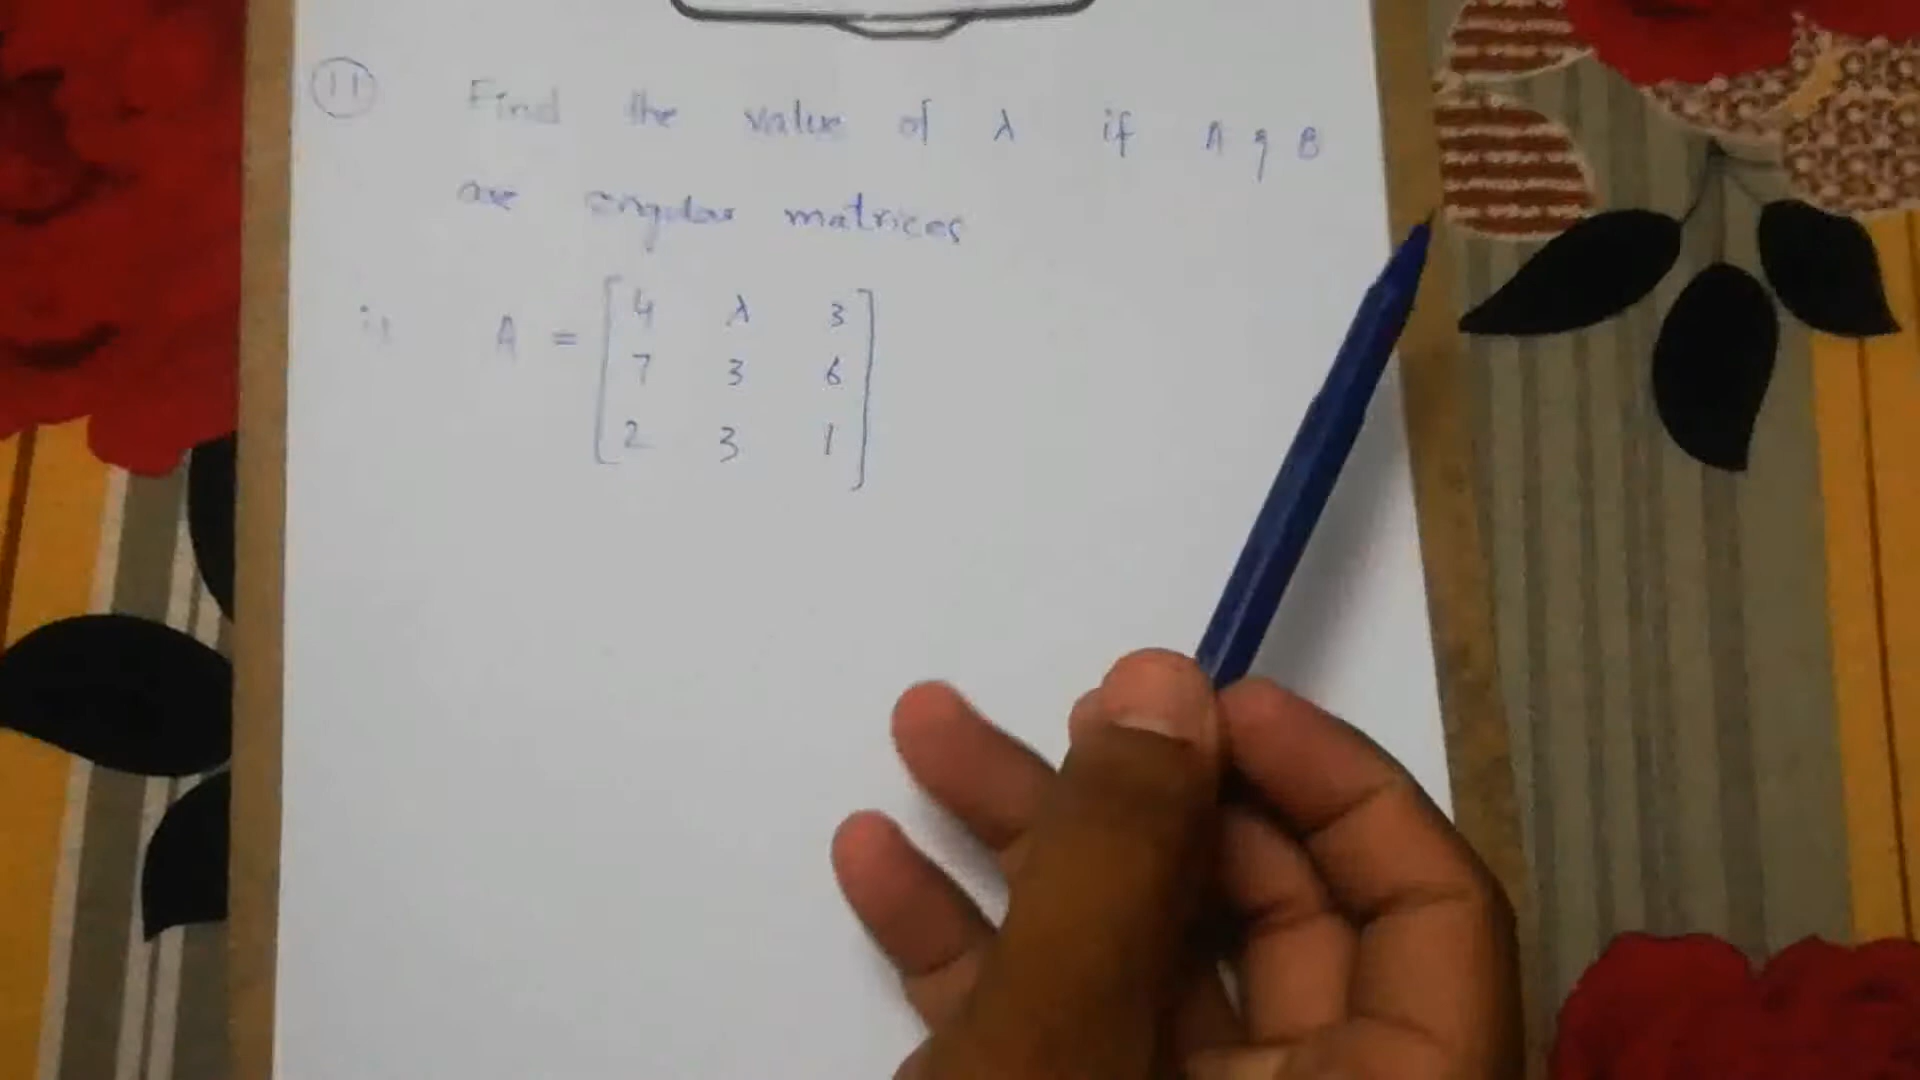 11 Find the value of λ if A & B
are singular matrices
i) A = [ 4 λ 3
7 3 6
2 3 1 ]